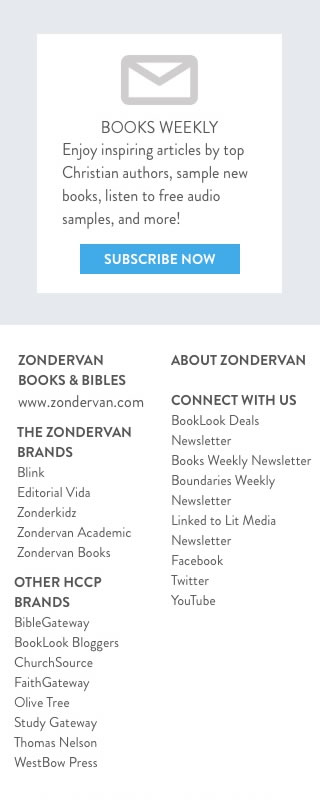 BOOKS WEEKLY
Enjoy inspiring articles by top
Christian authors, sample new
books, listen to free audio
samples, and more!
SUBSCRIBE NOW
ZONDERVAN
BOOKS & BIBLES
www.zondervan.com
THE ZONDERVAN
BRANDS
Blink
Editorial Vida
Zonderkidz
Zondervan Academic
Zondervan Books
OTHER HCCP
BRANDS
BibleGateway
BookLook Bloggers
ChurchSource
FaithGateway
Olive Tree
Study Gateway
Thomas Nelson
WestBow Press
ABOUT ZONDERVAN
CONNECT WITH US
BookLook Deals
Newsletter
Books Weekly Newsletter
Boundaries Weekly
Newsletter
Linked to Lit Media
Newsletter
Facebook
Twitter
YouTube